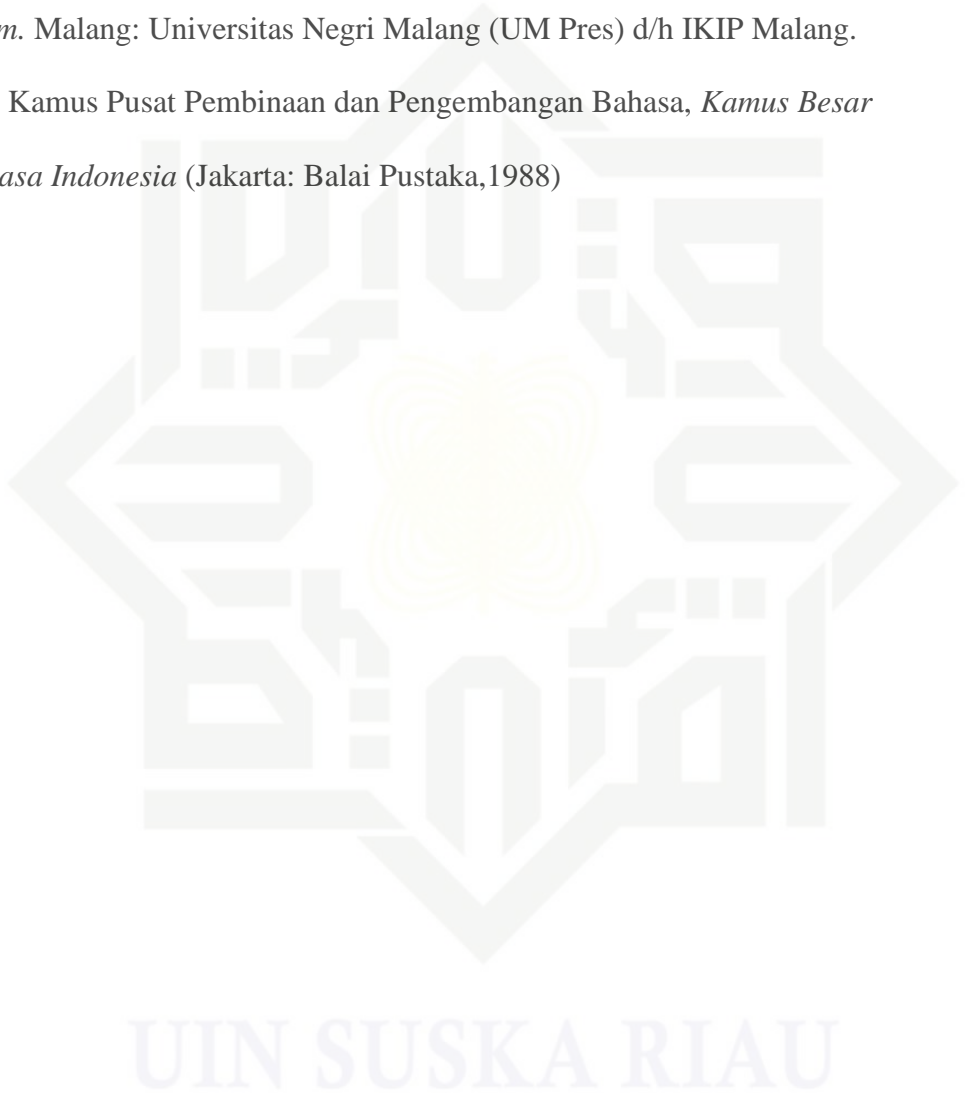 m. Malang: Universitas Negri Malang (UM Pres) d/h IKIP Malang.
Kamus Pusat Pembinaan dan Pengembangan Bahasa, Kamus Besar
asa Indonesia (Jakarta: Balai Pustaka,1988)
UIN SUSKA RIAU